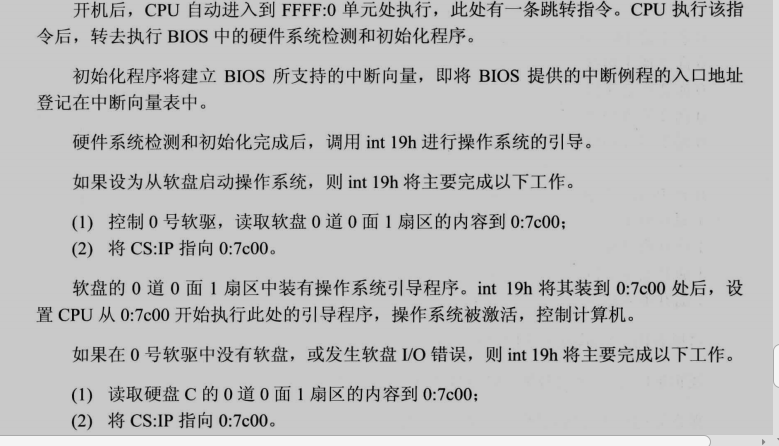 开机后，CPU 自动进入到 FFFF:0 单元处执行，此处有一条跳转指令。CPU 执行该指
令后，转去执行 BIOS 中的硬件系统检测和初始化程序。
初始化程序将建立 BIOS 所支持的中断向量，即将 BIOS 提供的中断例程的入口地址
登记在中断向量表中。
硬件系统检测和初始化完成后，调用 int 19h 进行操作系统的引导。
如果设为从软盘启动操作系统，则 int 19h 将主要完成以下工作。
(1) 控制 0 号软驱，读取软盘 0 道 0 面 1 扇区的内容到 0:7c00；
(2) 将 CS:IP 指向 0:7c00。
软盘的 0 道 0 面 1 扇区中装有操作系统引导程序。int 19h 将其装到 0:7c00 处后，设
置 CPU 从 0:7c00 开始执行此处的引导程序，操作系统被激活，控制计算机。
如果在 0 号软驱中没有软盘，或发生软盘 I/O 错误，则 int 19h 将主要完成以下工作。
(1) 读取硬盘 C 的 0 道 0 面 1 扇区的内容到 0:7c00；
(2) 将 CS:IP 指向 0:7c00。